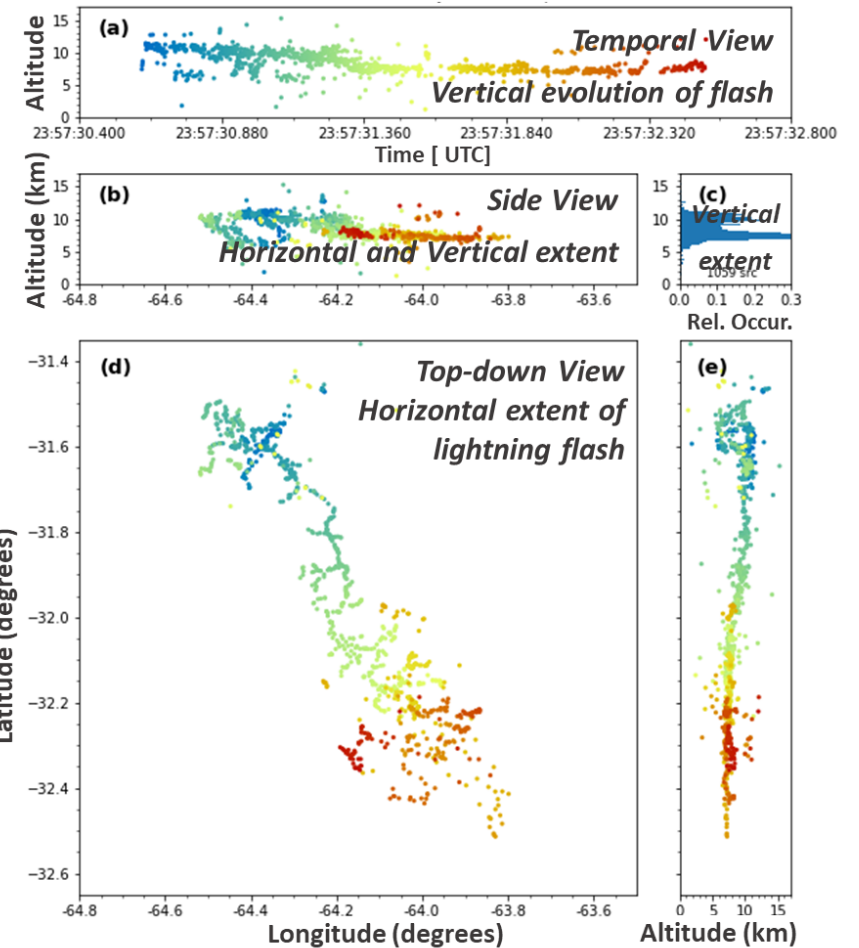 (a)
Temporal View
Vertical evolution of flash
Altitude
15
10
5
0
23:57:30.400 23:57:30.880 23:57:31.360 23:57:31.840 23:57:32.320 23:57:32.800
Time [ UTC]
(b)
Side View
Horizontal and Vertical extent
Altitude (km)
15
10
5
0
-64.8 -64.6 -64.4 -64.2 -64.0 -63.8 -63.6
(c)
Vertical
extent
1059 src
15
10
5
0
0.0 0.1 0.2 0.3
Rel. Occur.
(d)
Top-down View
Horizontal extent of
lightning flash
Latitude (degrees)
−31.4
−31.6
−31.8
−32.0
−32.2
−32.4
−32.6
-64.8 -64.6 -64.4 -64.2 -64.0 -63.8 -63.6
Longitude (degrees)
(e)
0 5 10 15
Altitude (km)